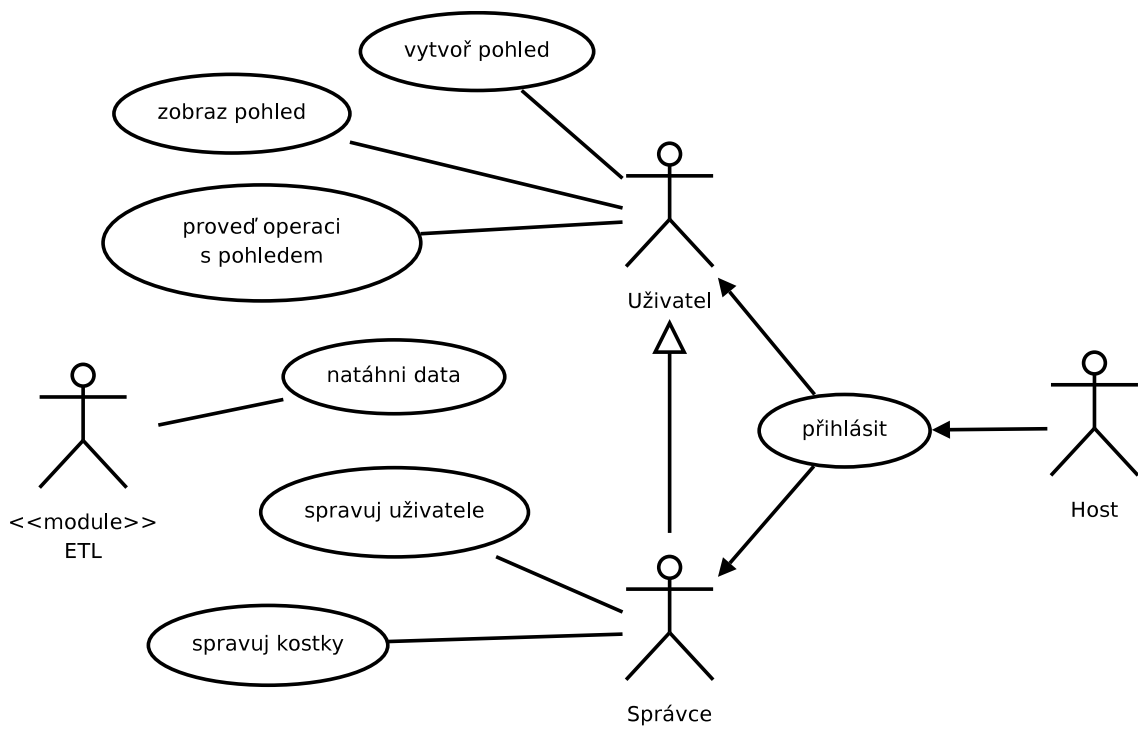 vytvoř pohled
zobraz pohled
proveď operaci
s pohledem
Uživatel
natáhni data
přihlásit
<<module>>
ETL
spravuj uživatele
Host
spravuj kostky
Správce